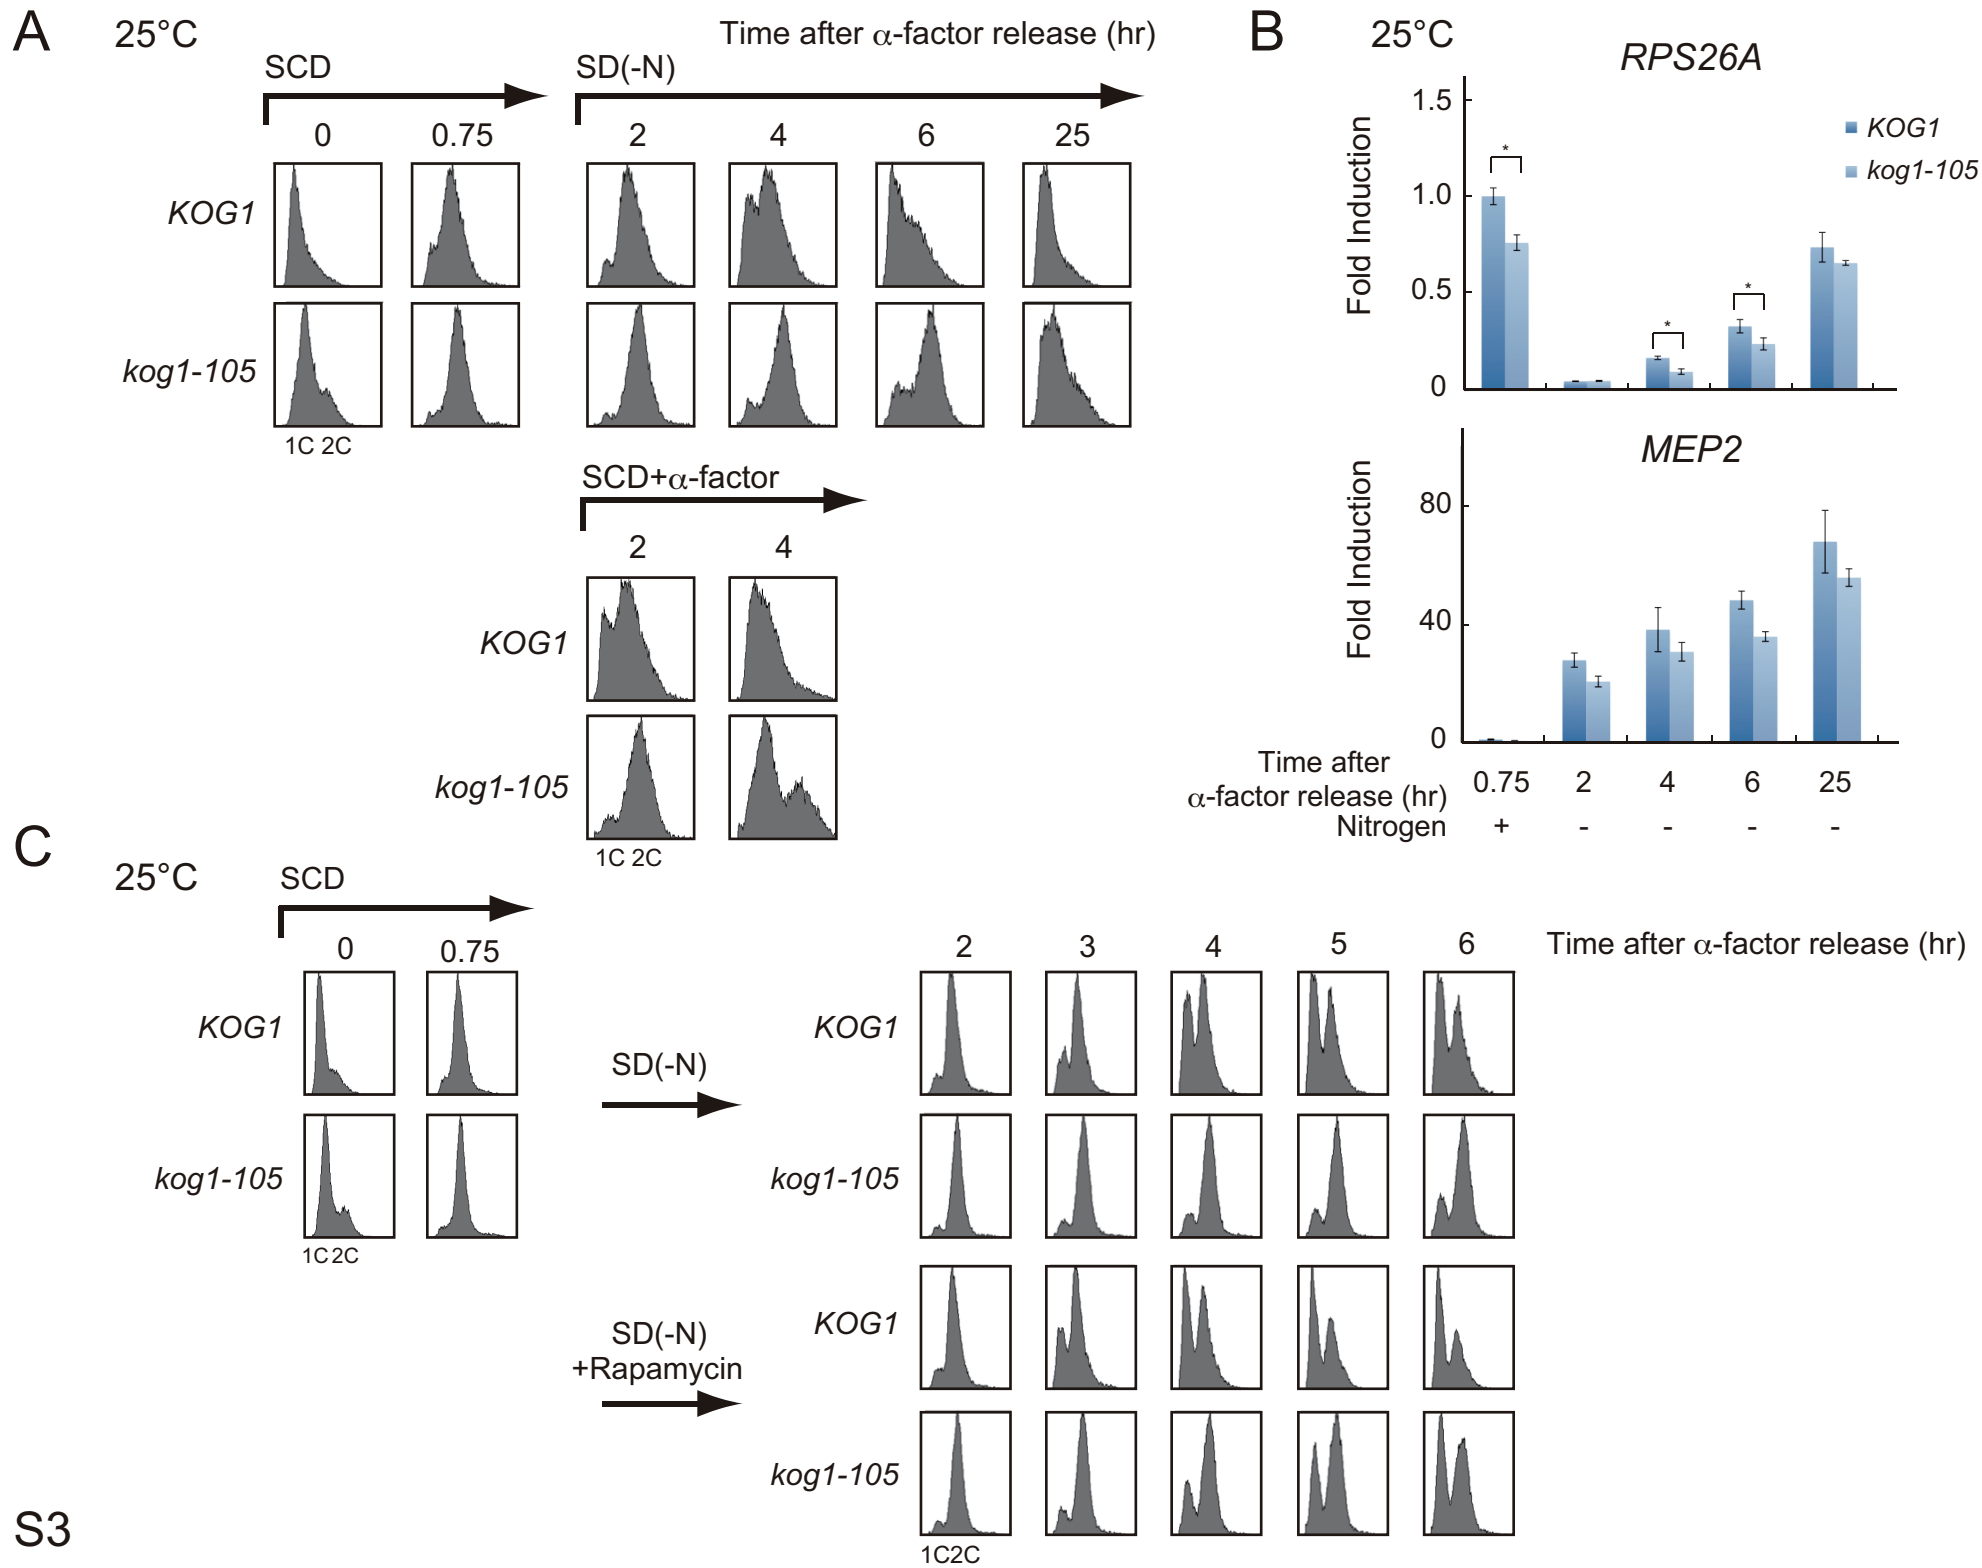 A
25°C
Time after α-factor release (hr)
SCD
SD(-N)
0 0.75 2 4 6 25
KOG1
kog1-105
1C 2C
SCD+α-factor
2 4
KOG1
kog1-105
1C 2C
B
25°C
RPS26A
Fold Induction
1.5
1.0
0.5
0
KOG1
kog1-105
*
*
*
MEP2
Fold Induction
80
40
0
Time after
α-factor release (hr)
0.75 2 4 6 25
Nitrogen + - - - -
C
25°C
SCD
0 0.75
KOG1
kog1-105
1C 2C
2 3 4 5 6 Time after α-factor release (hr)
SD(-N)
KOG1
kog1-105
SD(-N)
+Rapamycin
KOG1
kog1-105
1C2C
S3